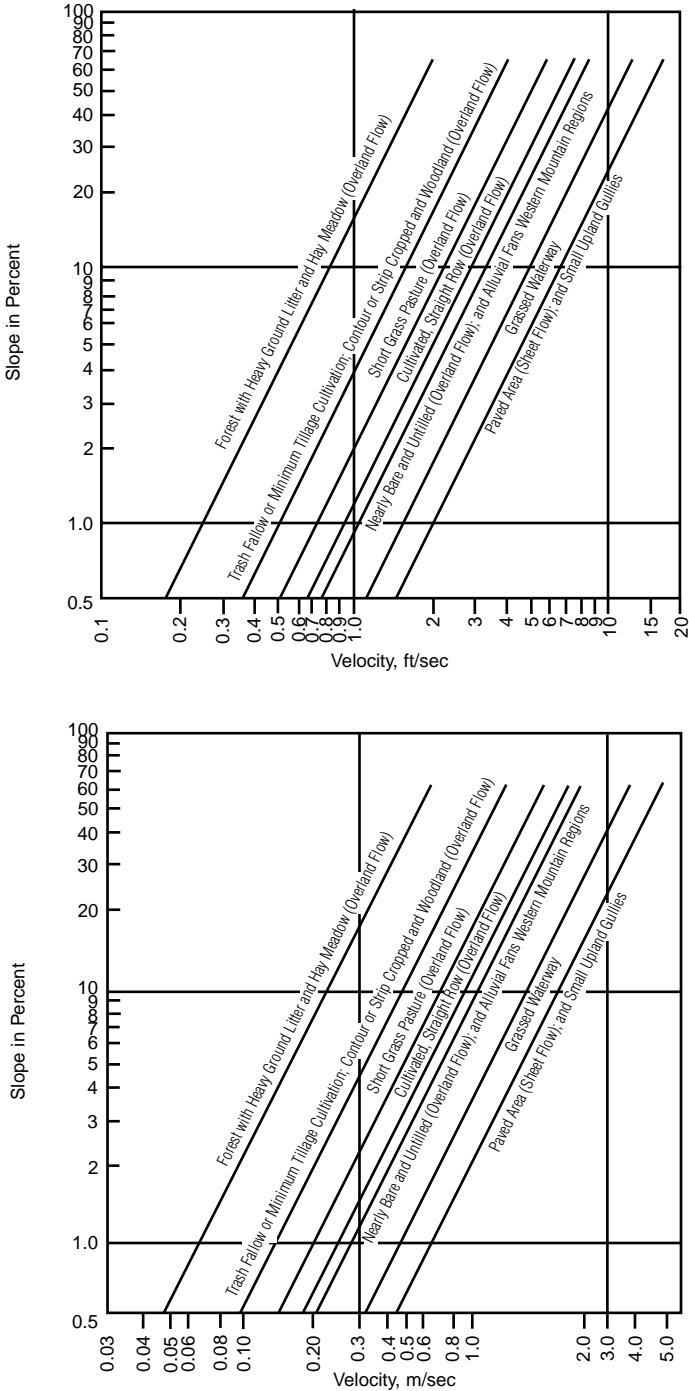 100
90
80
70
60
50
40
30
20
10
9
8
7
6
5
4
3
2
1.0
0.5
Slope in Percent
Forest with Heavy Ground Litter and Hay Meadow (Overland Flow)
Trash Fallow or Minimum Tillage Cultivation; Contour or Strip Cropped and Woodland (Overland Flow)
Short Grass Pasture (Overland Flow)
Cultivated, Straight Row (Overland Flow)
Nearly Bare and Untilled (Overland Flow); and Alluvial Fans Western Mountain Regions
Grassed Waterway
Paved Area (Sheet Flow); and Small Upland Gullies
0.1 0.2 0.3 0.4 0.5 0.6 0.7 0.8 0.9 1.0 2 3 4 5 6 7 8 9 10 15 20
Velocity, ft/sec
100
90
80
70
60
50
40
30
20
10
9
8
7
6
5
4
3
2
1.0
0.5
Slope in Percent
Forest with Heavy Ground Litter and Hay Meadow (Overland Flow)
Trash Fallow or Minimum Tillage Cultivation; Contour or Strip Cropped and Woodland (Overland Flow)
Short Grass Pasture (Overland Flow)
Cultivated, Straight Row (Overland Flow)
Nearly Bare and Untilled (Overland Flow); and Alluvial Fans Western Mountain Regions
Grassed Waterway
Paved Area (Sheet Flow); and Small Upland Gullies
0.03 0.04 0.05 0.06 0.08 0.10 0.20 0.3 0.4 0.5 0.6 0.8 1.0 2.0 3.0 4.0 5.0
Velocity, m/sec